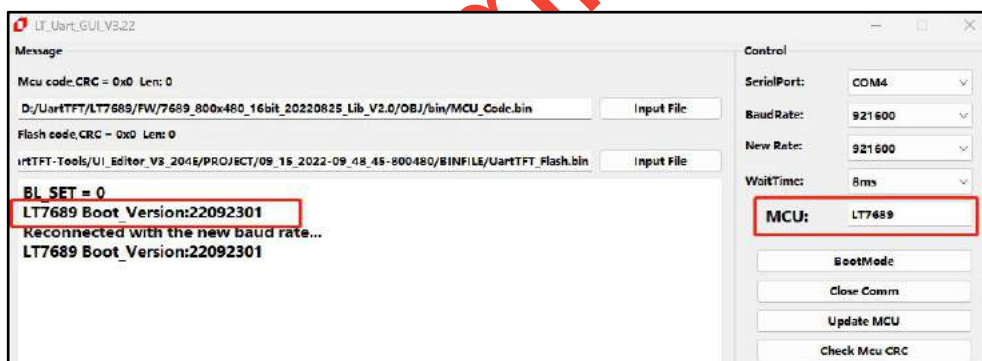 LT_Uart_GUI_V3.22
Message
Mcu code,CRC = 0x0 Len: 0
D:/UartTFT/LT7689/FW/7689_800x480_16bit_20220825_Lib_V2.0/OBJ/bin/MCU_Code.bin
Input File
Flash code,CRC = 0x0 Len: 0
ırtTFT-Tools/UI_Editor_V3_204E/PROJECT/09_15_2022-09_48_45-800480/BINFILE/UartTFT_Flash.bin
Input File
BL_SET = 0
LT7689 Boot_Version:22092301
Reconnected with the new baud rate...
LT7689 Boot_Version:22092301
Control
SerialPort: COM4
BaudRate: 921600
New Rate: 921600
WaitTime: 8ms
MCU: LT7689
BootMode
Close Comm
Update MCU
Check Mcu CRC